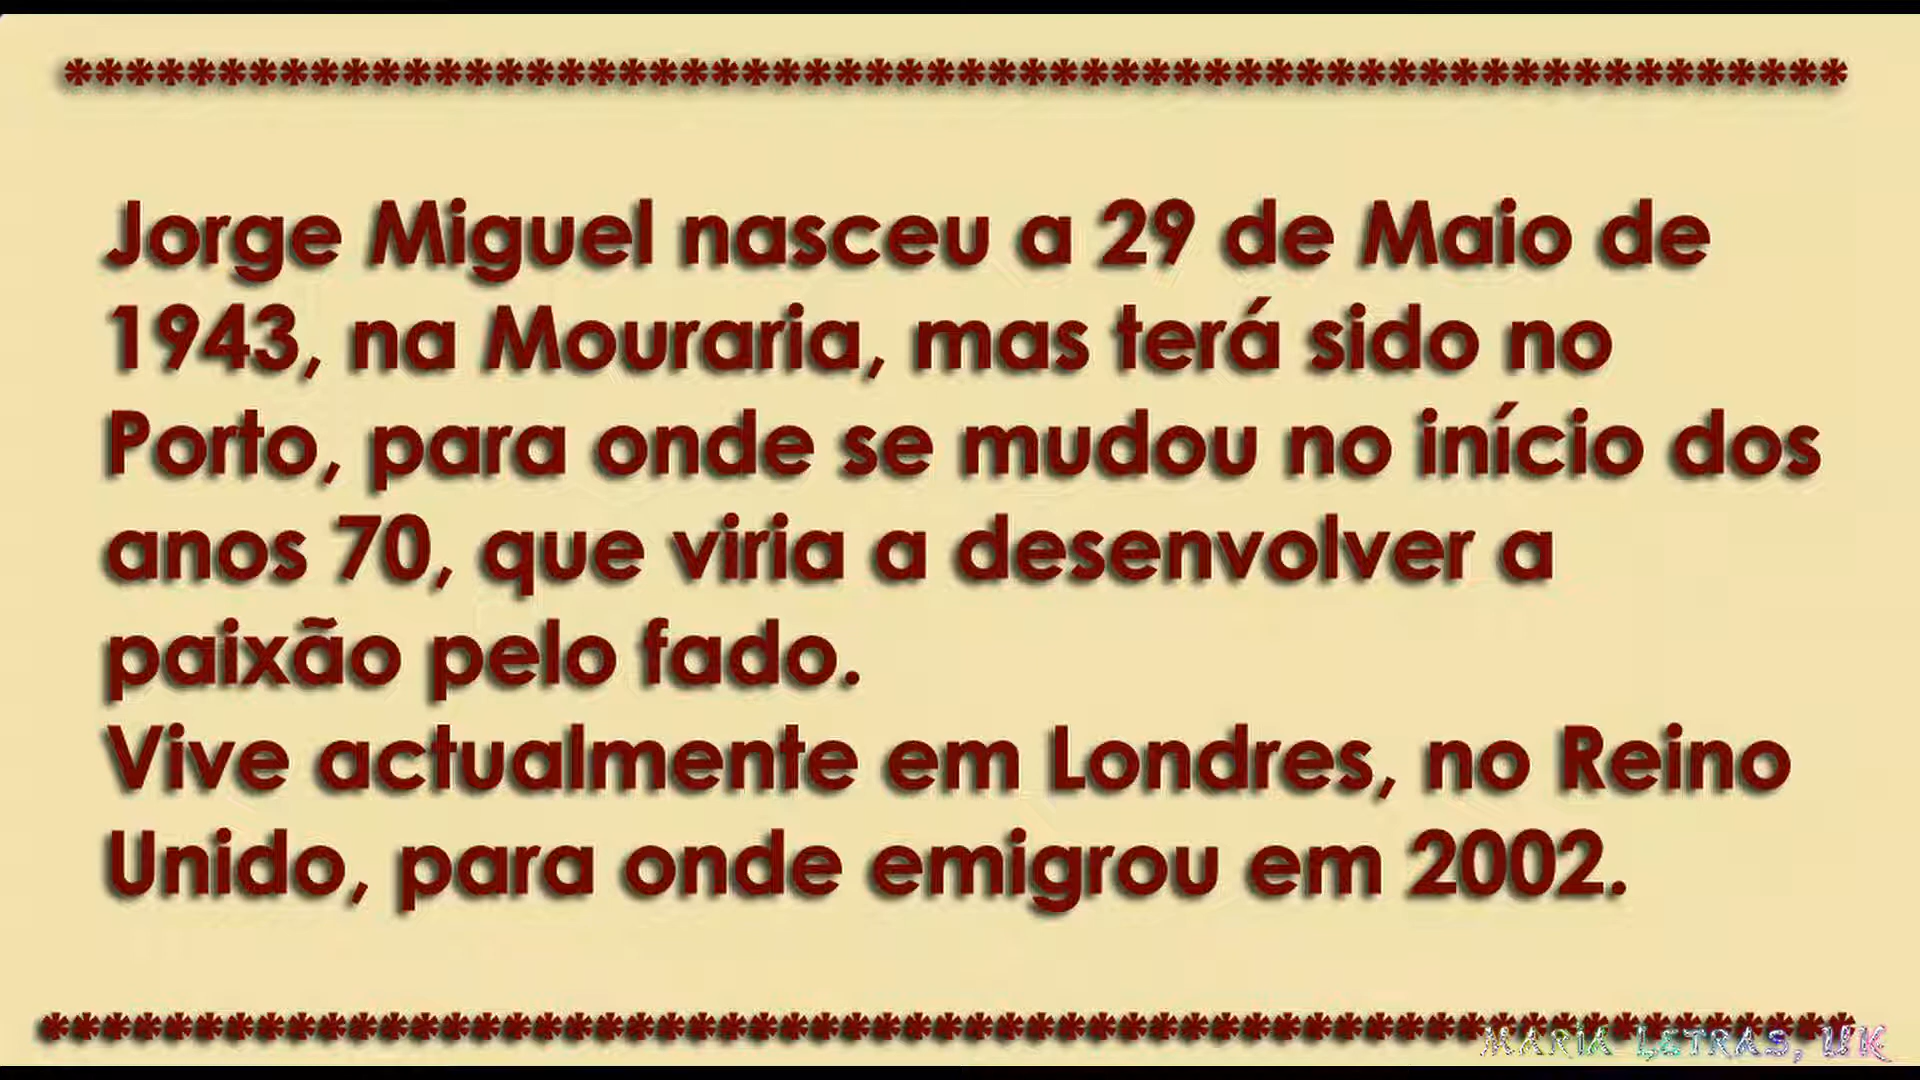 Jorge Miguel nasceu a 29 de Maio de
1943, na Mouraria, mas terá sido no
Porto, para onde se mudou no início dos
anos 70, que viria a desenvolver a
paixão pelo fado.
Vive actualmente em Londres, no Reino
Unido, para onde emigrou em 2002.
MARIA LETRAS, UK